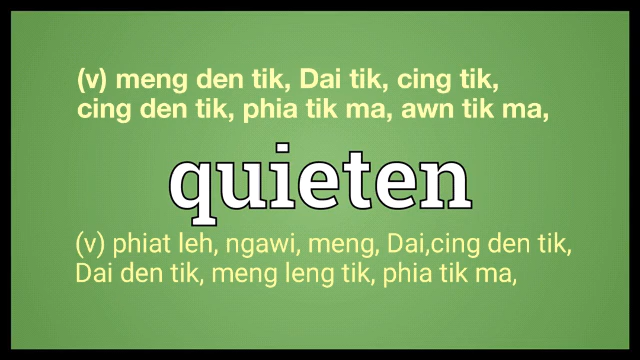 (v) meng den tik, Dai tik, cing tik,
cing den tik, phia tik ma, awn tik ma,
quieten
(v) phiat leh, ngawi, meng, Dai,cing den tik,
Dai den tik, meng leng tik, phia tik ma,